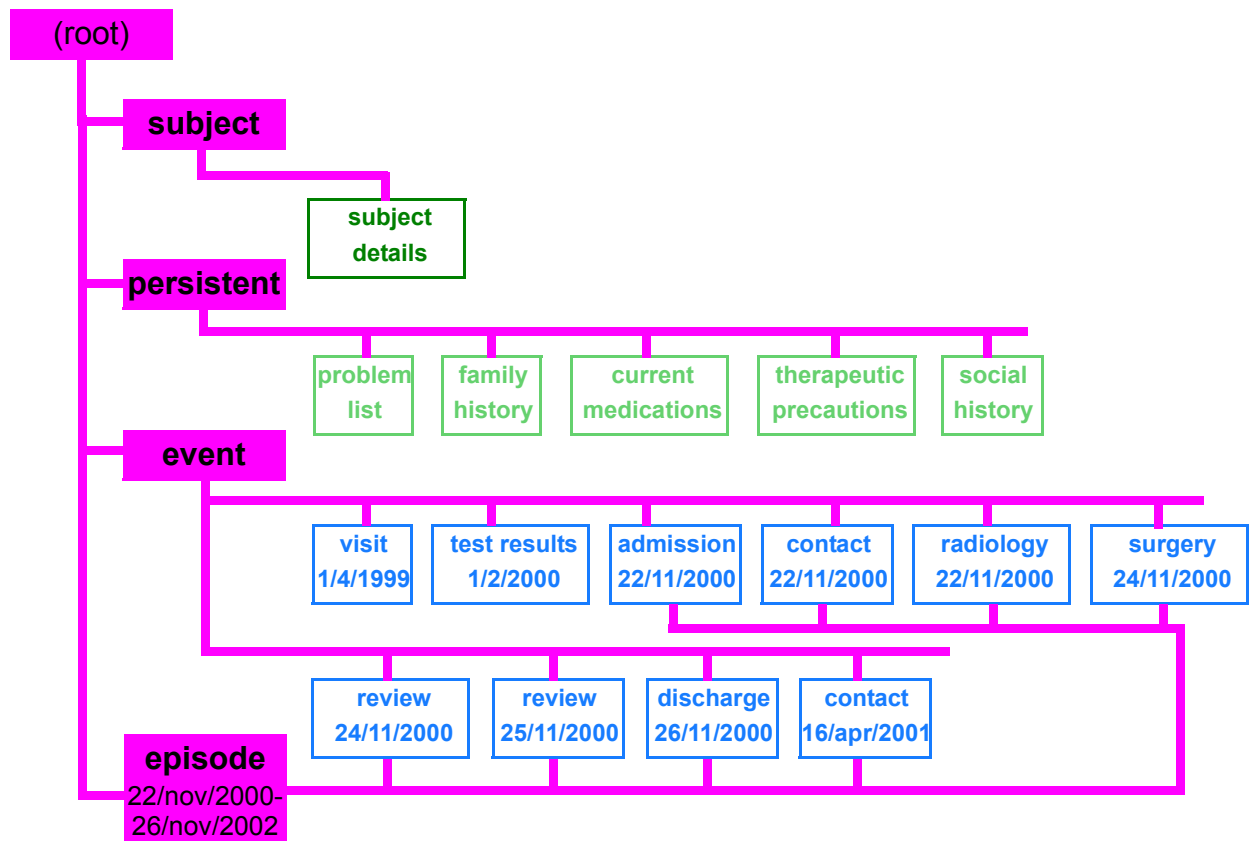 (root)
subject
subject
details
persistent
problem
list
family
history
current
medications
therapeutic
precautions
social
history
event
visit
1/4/1999
test results
1/2/2000
admission
22/11/2000
contact
22/11/2000
radiology
22/11/2000
surgery
24/11/2000
review
24/11/2000
review
25/11/2000
discharge
26/11/2000
contact
16/apr/2001
episode
22/nov/2000-
26/nov/2002